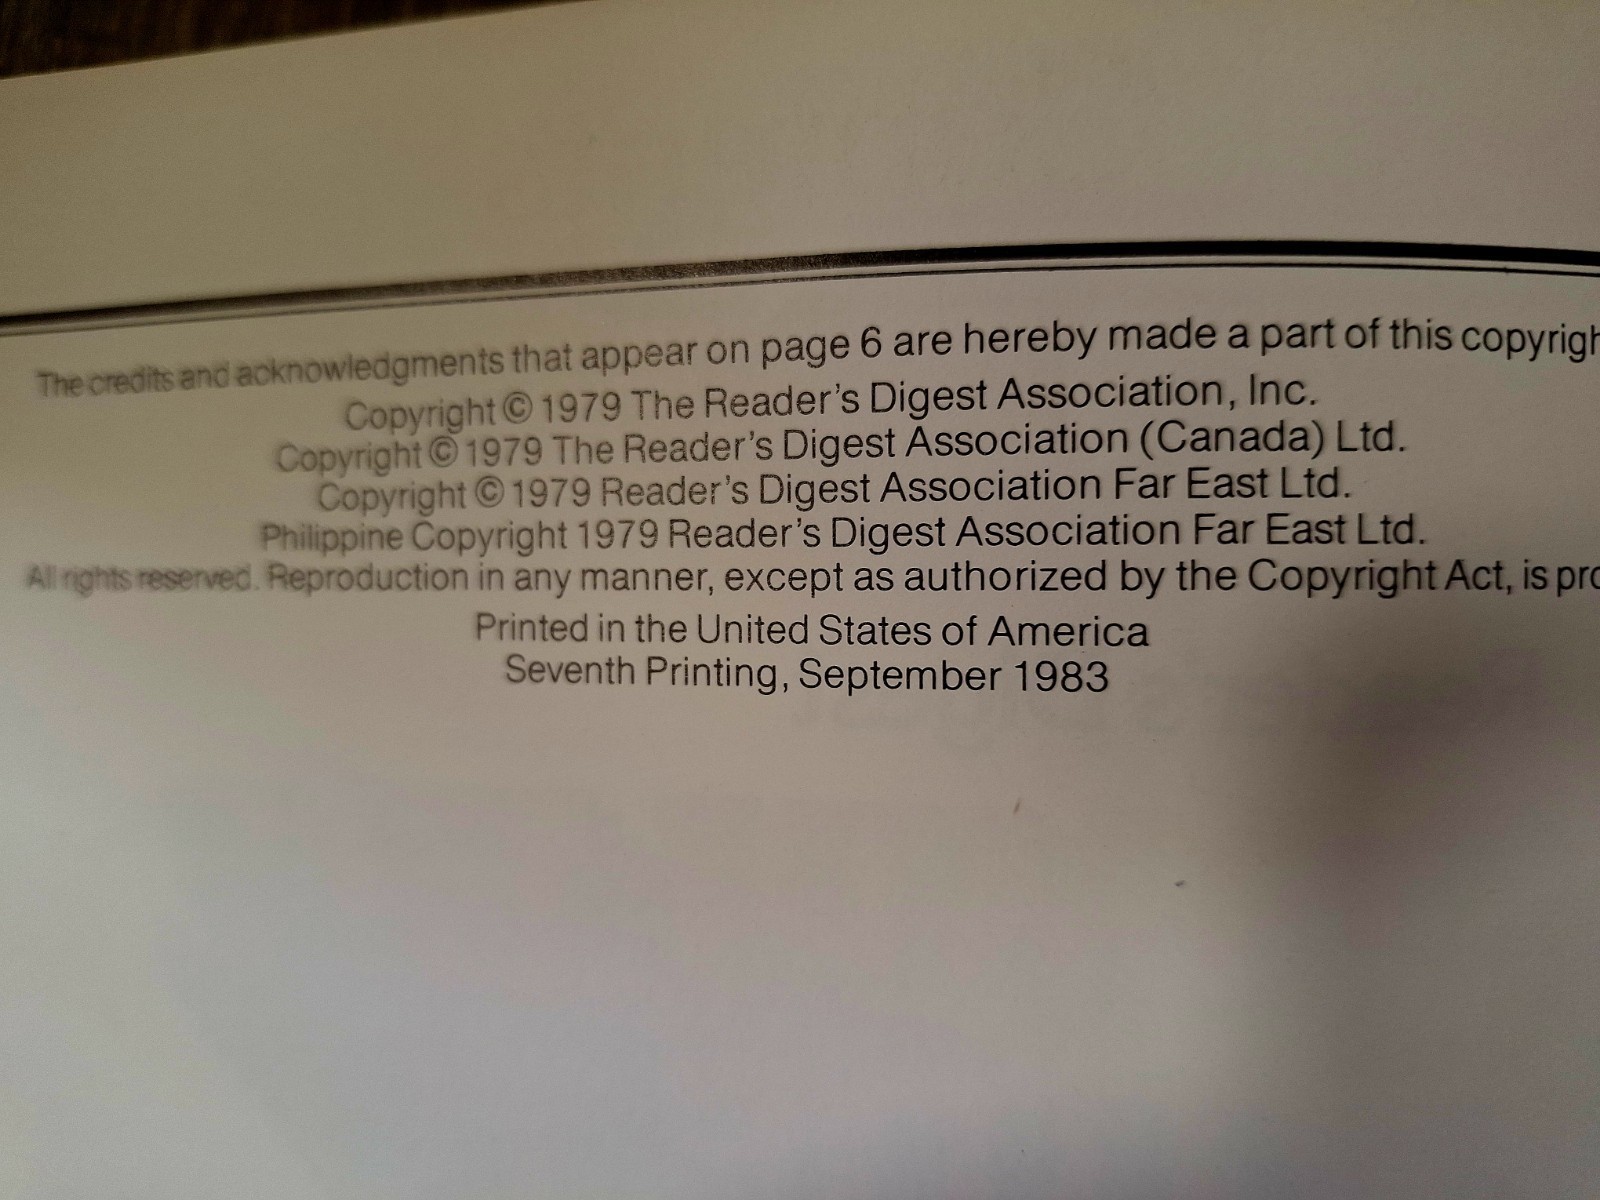 The credits and acknowledgments that appear on page 6 are hereby made a part of this copyrigh
Copyright © 1979 The Reader's Digest Association, Inc.
Copyright © 1979 The Reader's Digest Association (Canada) Ltd.
Copyright © 1979 Reader's Digest Association Far East Ltd.
Philippine Copyright 1979 Reader's Digest Association Far East Ltd.
All rights reserved. Reproduction in any manner, except as authorized by the Copyright Act, is pro
Printed in the United States of America
Seventh Printing, September 1983